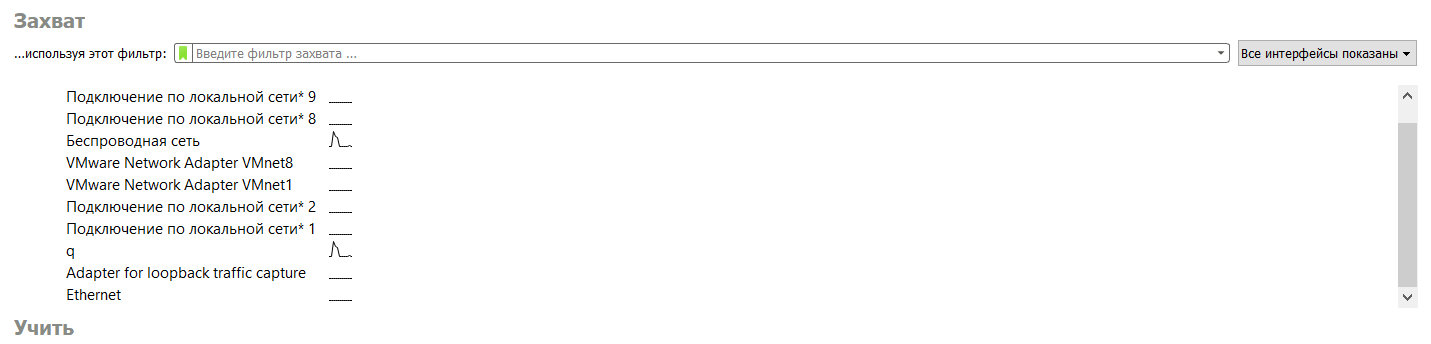 Захват
...используя этот фильтр: Введите фильтр захвата ... Все интерфейсы показаны
Подключение по локальной сети* 9
Подключение по локальной сети* 8
Беспроводная сеть
VMware Network Adapter VMnet8
VMware Network Adapter VMnet1
Подключение по локальной сети* 2
Подключение по локальной сети* 1
q
Adapter for loopback traffic capture
Ethernet
Учить